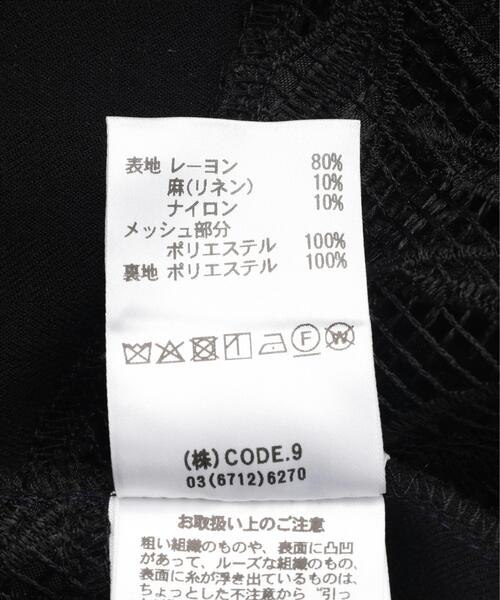 表地 レーヨン 80%
麻(リネン) 10%
ナイロン 10%
メッシュ部分
ポリエステル 100%
裏地 ポリエステル 100%
F W
(株)CODE.9
03(6712)6270
お取扱い上のご注意
粗い組織のものや、表面に凸凹
があって、ルーズな組織のもの、
表面に糸が浮き出ているものは、
ちょっとした不注意から“引っ